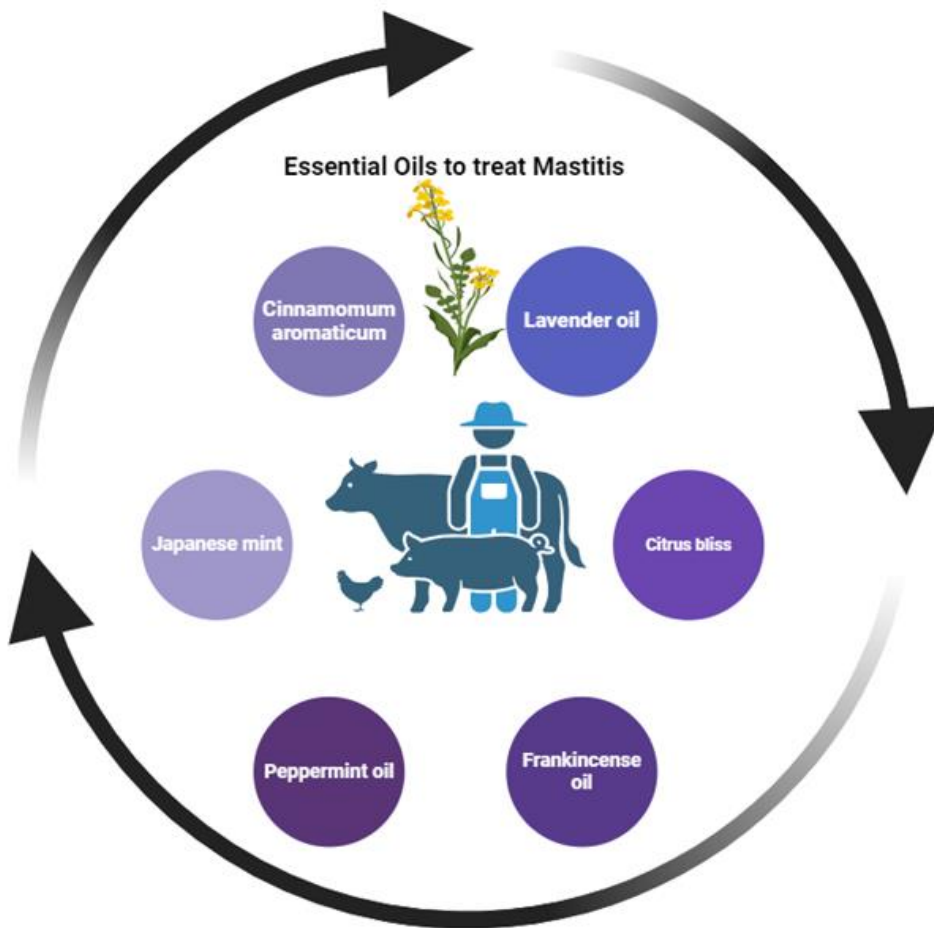 Essential Oils to treat Mastitis
Cinnamomum
aromaticum
Lavender oil
Japanese mint
Citrus bliss
Peppermint oil
Frankincense
oil